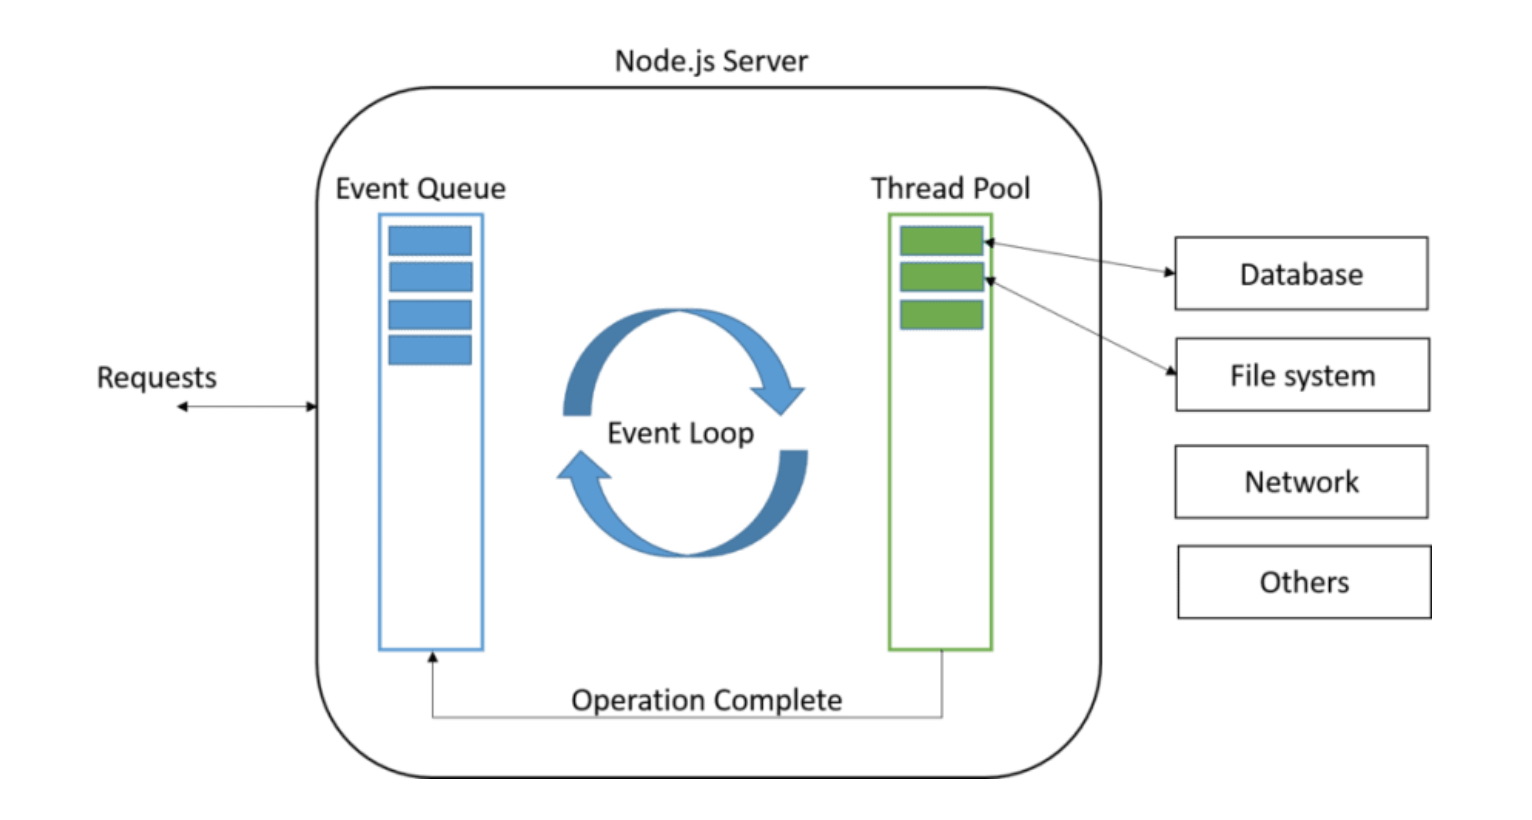 Node.js Server
Event Queue
Thread Pool
Database
File system
Requests
Event Loop
Network
Others
Operation Complete